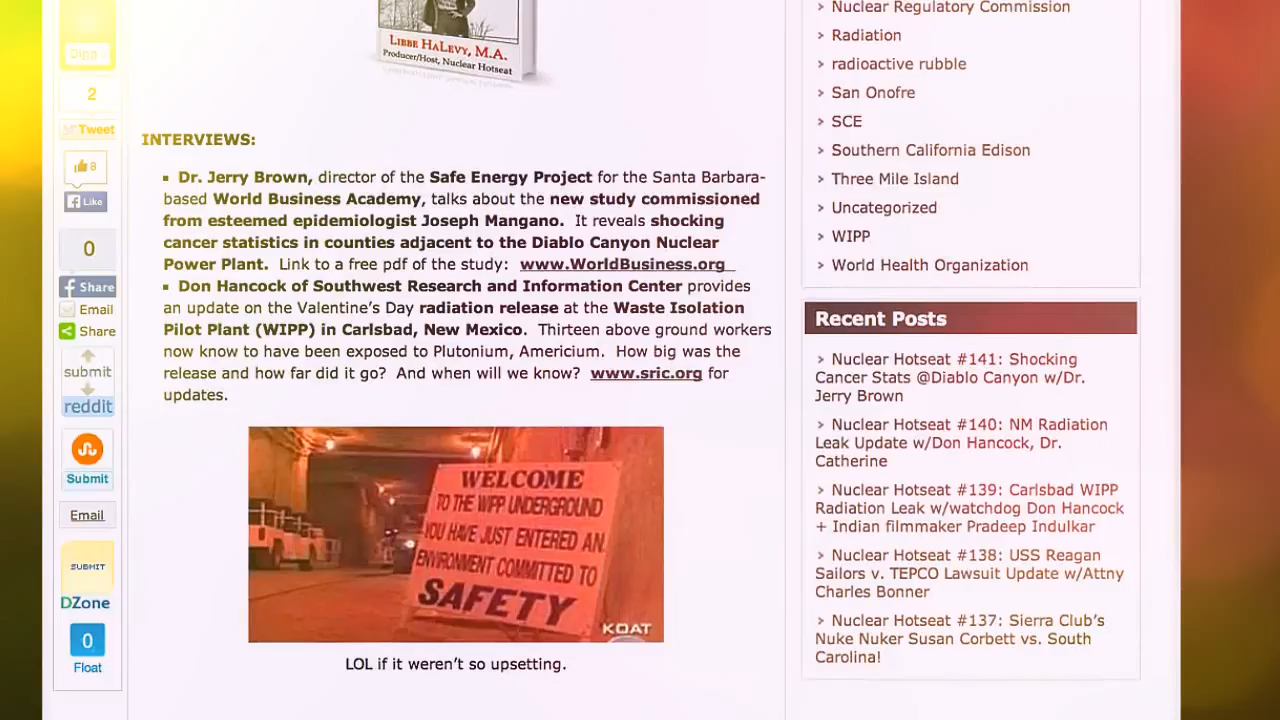 Digg
2
Tweet
8
Like
0
Share
Email
Share
submit
reddit
Submit
Email
SUBMIT
DZone
0
Float
LIBBE HALEVY, M.A.
Producer/Host, Nuclear Hotseat
INTERVIEWS:
Dr. Jerry Brown, director of the Safe Energy Project for the Santa Barbara-
based World Business Academy, talks about the new study commissioned
from esteemed epidemiologist Joseph Mangano. It reveals shocking
cancer statistics in counties adjacent to the Diablo Canyon Nuclear
Power Plant. Link to a free pdf of the study: www.WorldBusiness.org
Don Hancock of Southwest Research and Information Center provides
an update on the Valentine's Day radiation release at the Waste Isolation
Pilot Plant (WIPP) in Carlsbad, New Mexico. Thirteen above ground workers
now know to have been exposed to Plutonium, Americium. How big was the
release and how far did it go? And when will we know? www.sric.org for
updates.
WELCOME
TO THE WIPP UNDERGROUND
YOU HAVE JUST ENTERED AN
ENVIRONMENT COMMITTED TO
SAFETY
KOAT
LOL if it weren't so upsetting.
> Nuclear Regulatory Commission
> Radiation
> radioactive rubble
> San Onofre
> SCE
> Southern California Edison
> Three Mile Island
> Uncategorized
> WIPP
> World Health Organization
Recent Posts
> Nuclear Hotseat #141: Shocking
Cancer Stats @Diablo Canyon w/Dr.
Jerry Brown
> Nuclear Hotseat #140: NM Radiation
Leak Update w/Don Hancock, Dr.
Catherine
> Nuclear Hotseat #139: Carlsbad WIPP
Radiation Leak w/watchdog Don Hancock
+ Indian filmmaker Pradeep Indulkar
> Nuclear Hotseat #138: USS Reagan
Sailors v. TEPCO Lawsuit Update w/Attny
Charles Bonner
> Nuclear Hotseat #137: Sierra Club's
Nuke Nuker Susan Corbett vs. South
Carolina!